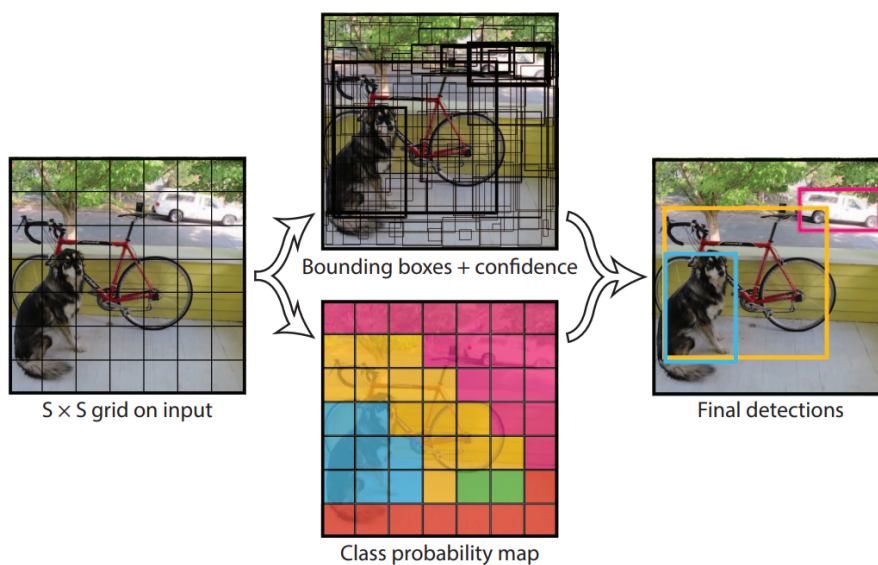 Bounding boxes + confidence
S × S grid on input
Final detections
Class probability map